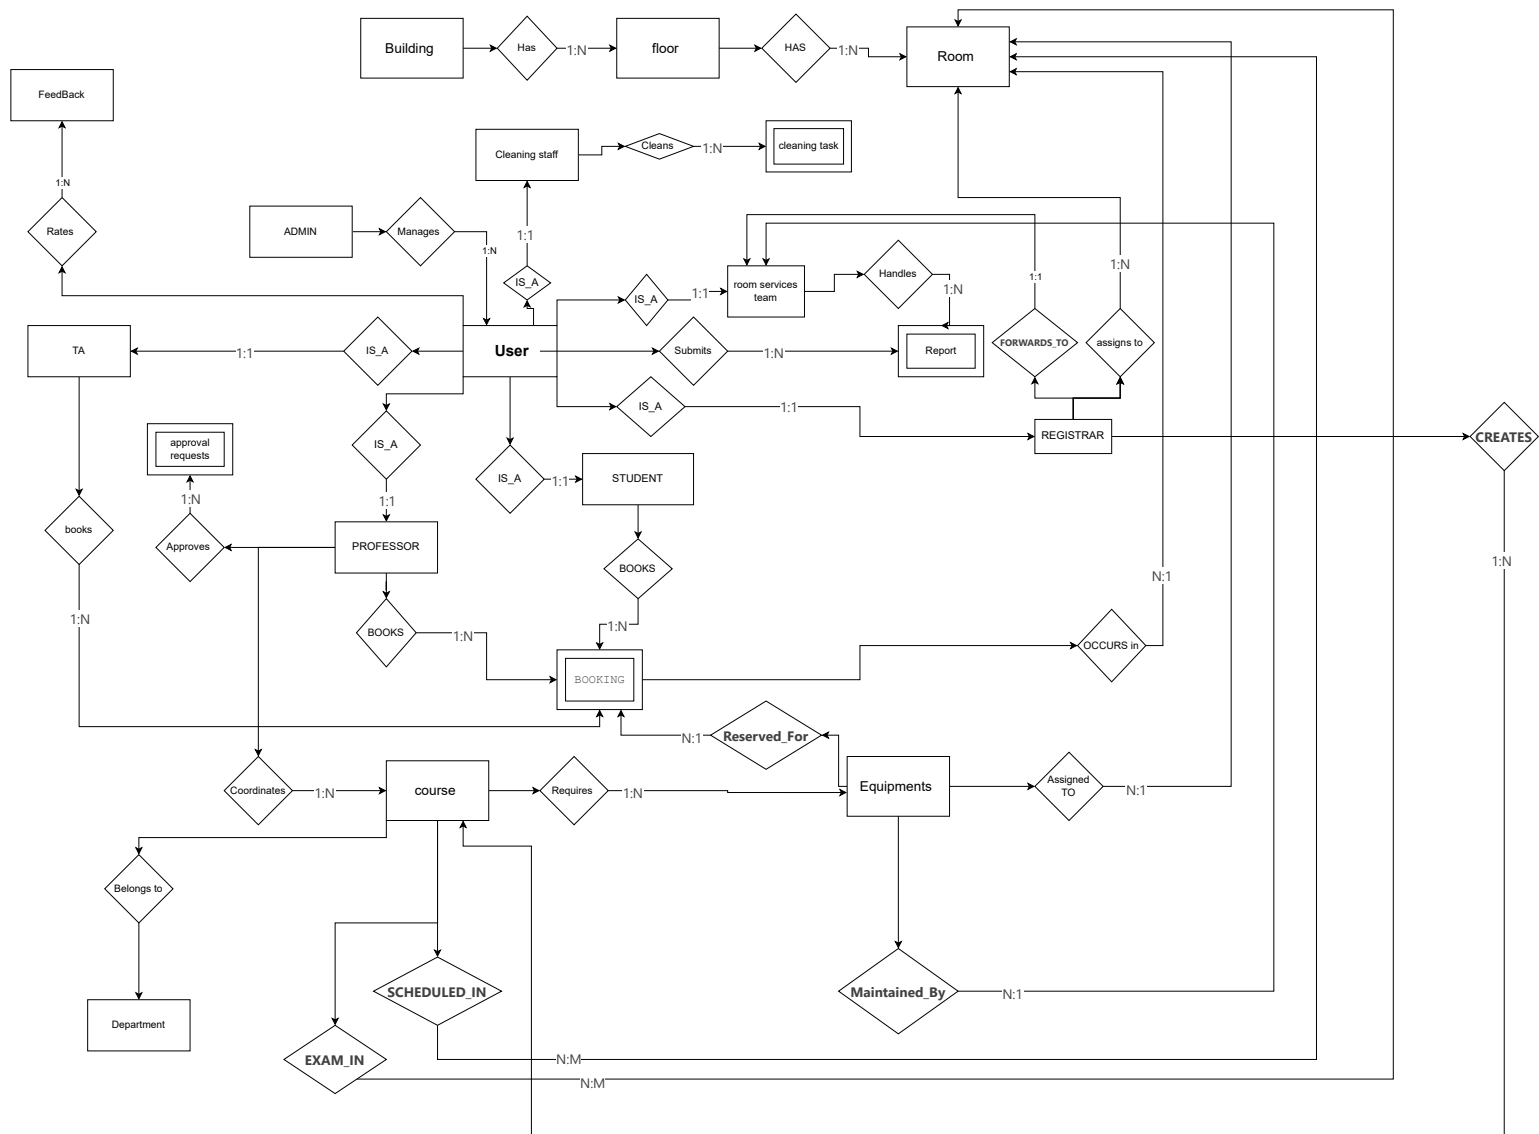 Building
Has
1:N
floor
HAS
1:N
Room
FeedBack
1:N
Rates
Cleaning staff
Cleans
1:N
cleaning task
ADMIN
Manages
1:N
1:1
IS_A
IS_A
1:1
room services
team
Handles
1:N
1:1
1:N
TA
1:1
IS_A
User
Submits
1:N
Report
FORWARDS_TO
assigns to
IS_A
1:1
REGISTRAR
CREATES
approval
requests
IS_A
1:N
1:1
IS_A
1:1
STUDENT
books
Approves
PROFESSOR
BOOKS
1:N
N:1
1:N
BOOKS
1:N
1:N
OCCURS in
BOOKING
N:1
Reserved_For
Coordinates
1:N
course
Requires
1:N
Equipments
Assigned
TO
N:1
Belongs to
SCHEDULED_IN
Maintained_By
N:1
Department
EXAM_IN
N:M
N:M